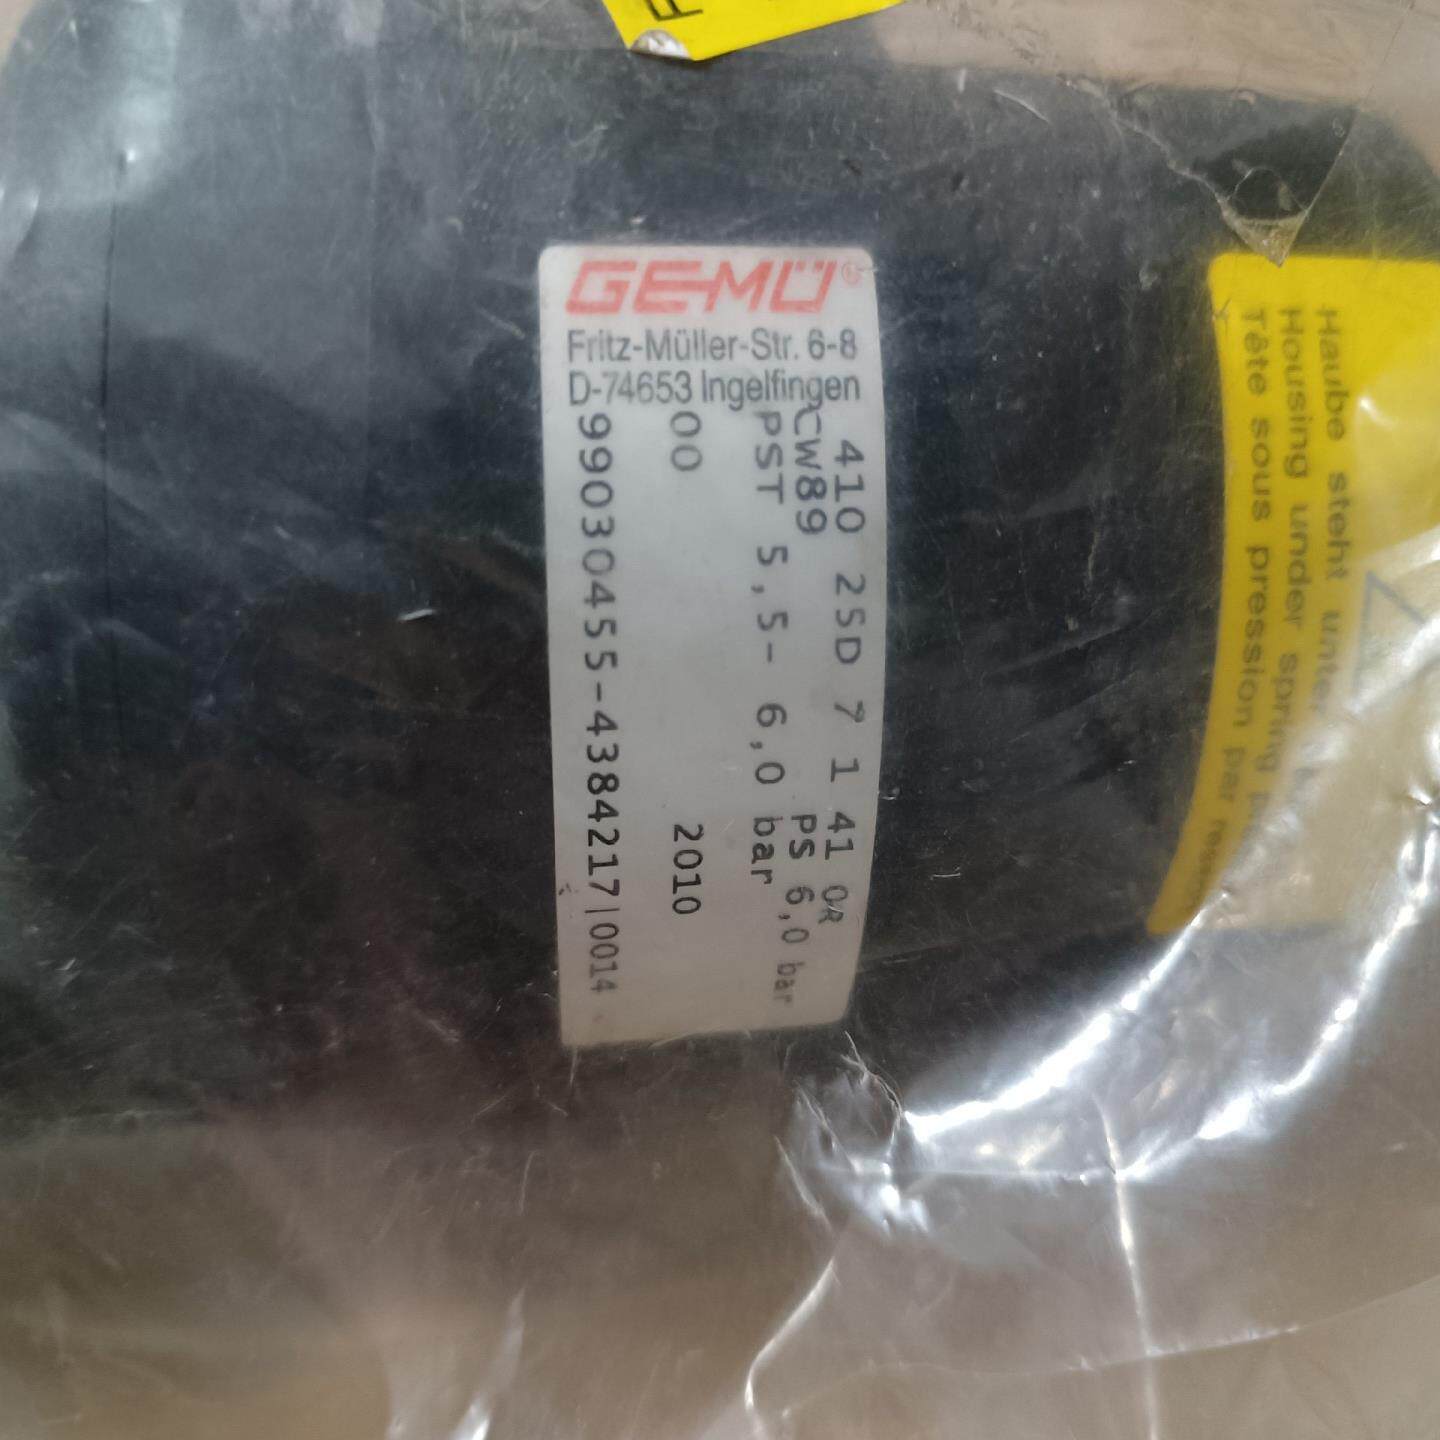 GEMÜ®
Fritz-Müller-Str. 6-8
D-74653 Ingelfingen
410 25D 7 1 41 0R
CW89 PS 6,0 bar
PST 5,5- 6,0 bar
00 2010
99030455-4384217|0014
Haube steht unter
Housing under spring
Tête sous pression par